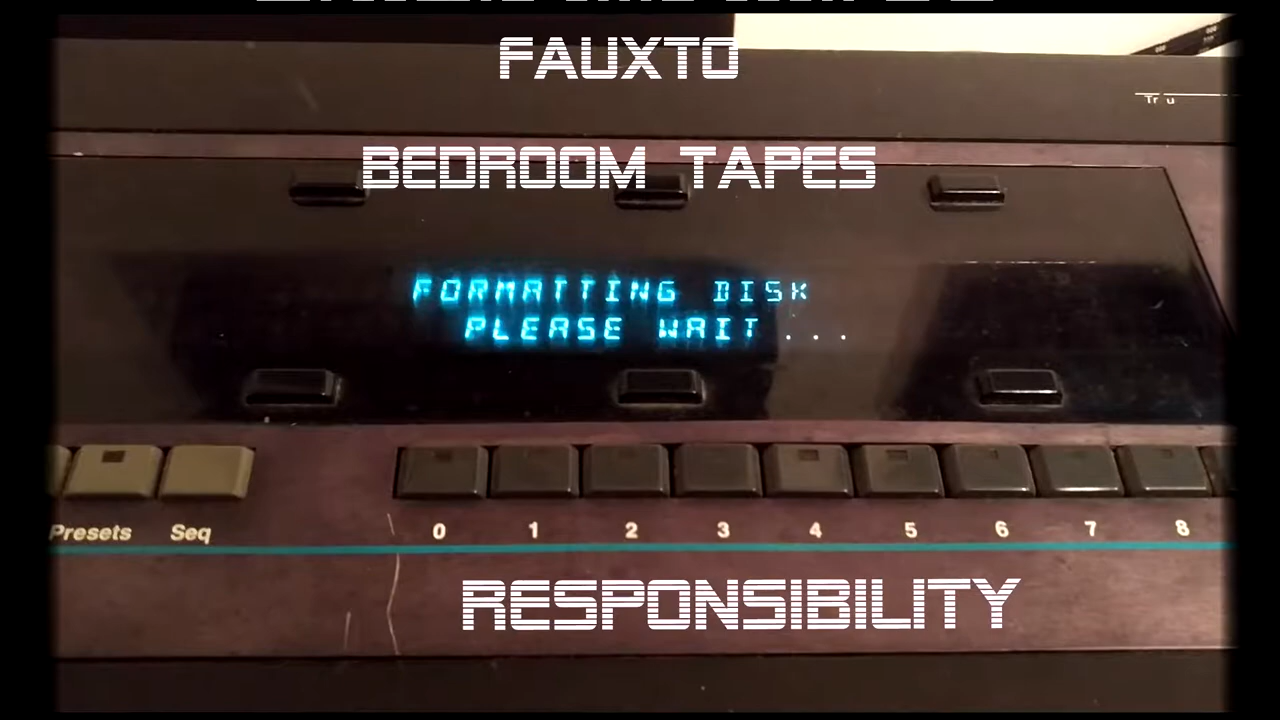 FAUXTO
BEDROOM TAPES
FORMATTING DISK
PLEASE WAIT...
Presets Seq 0 1 2 3 4 5 6 7 8
RESPONSIBILITY